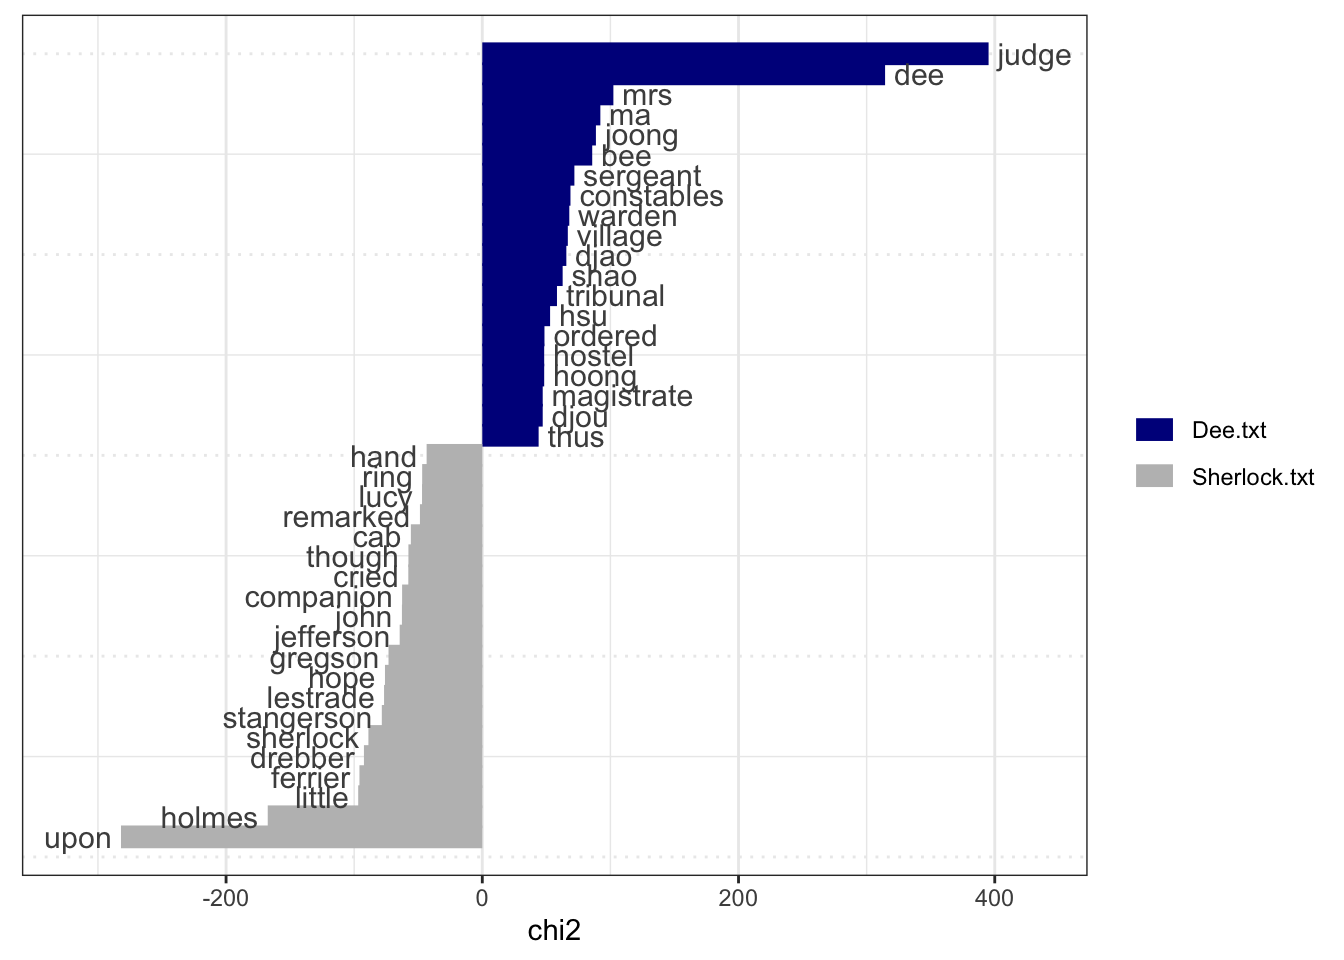 judge
dee
mrs
ma
joong
bee
sergeant
constables
warden
village
djao
shao
tribunal
hsu
ordered
hostel
hoong
magistrate
djou
thus
hand
ring
lucy
remarked
cab
though
cried
companion
john
jefferson
gregson
hope
lestrade
stangerson
sherlock
drebber
ferrier
little
holmes
upon
-200
0
200
400
chi2
Dee.txt
Sherlock.txt